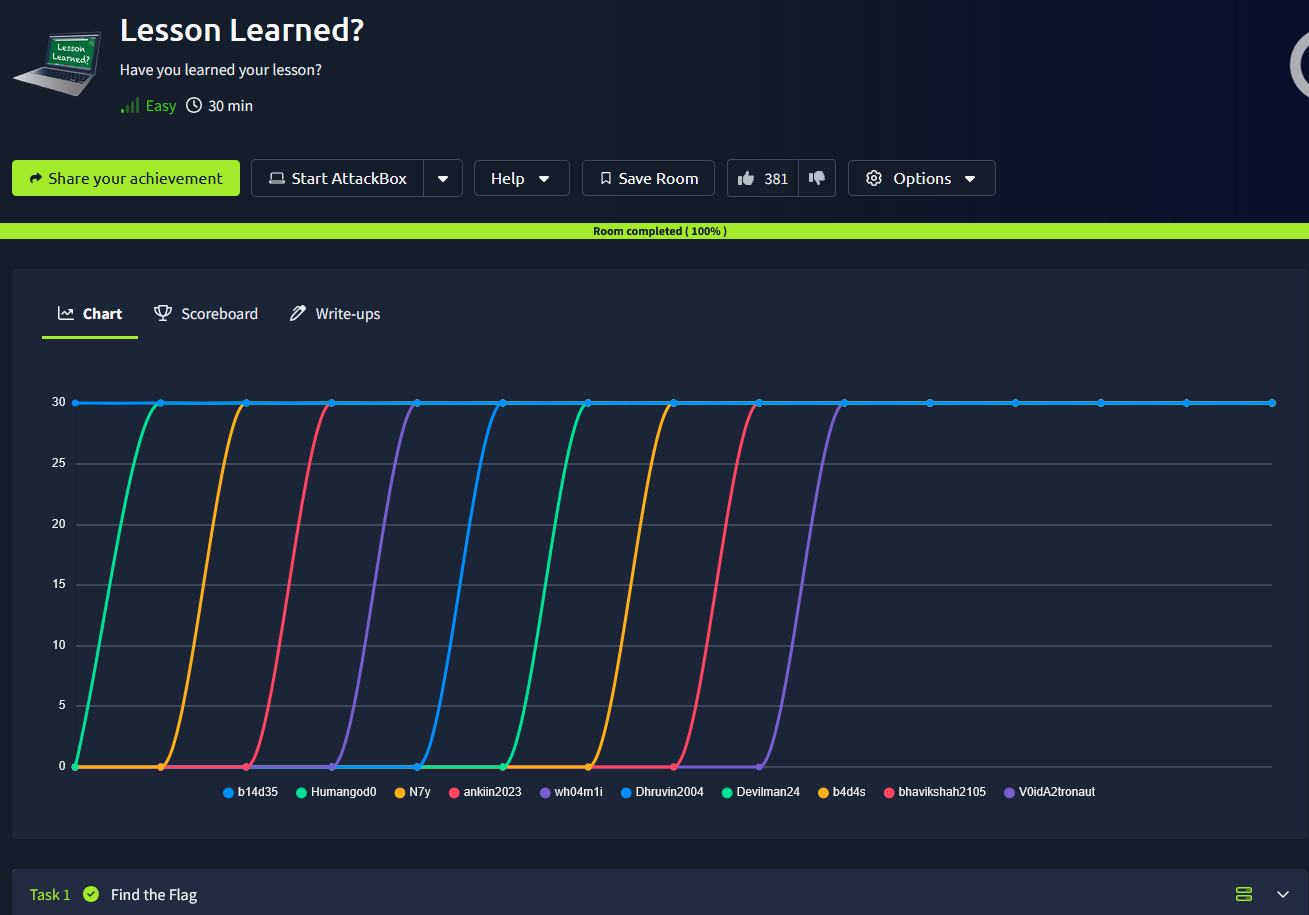 Lesson Learned?
Lesson
Learned?
Have you learned your lesson?
Easy 30 min
Share your achievement Start AttackBox Help Save Room 381 Options
Room completed ( 100% )
Chart Scoreboard Write-ups
30
25
20
15
10
5
0
b14d35 Humangod0 N7y ankiin2023 wh04m1i Dhruvin2004 Devilman24 b4d4s bhavikshah2105 V0idA2tronaut
Task 1 Find the Flag